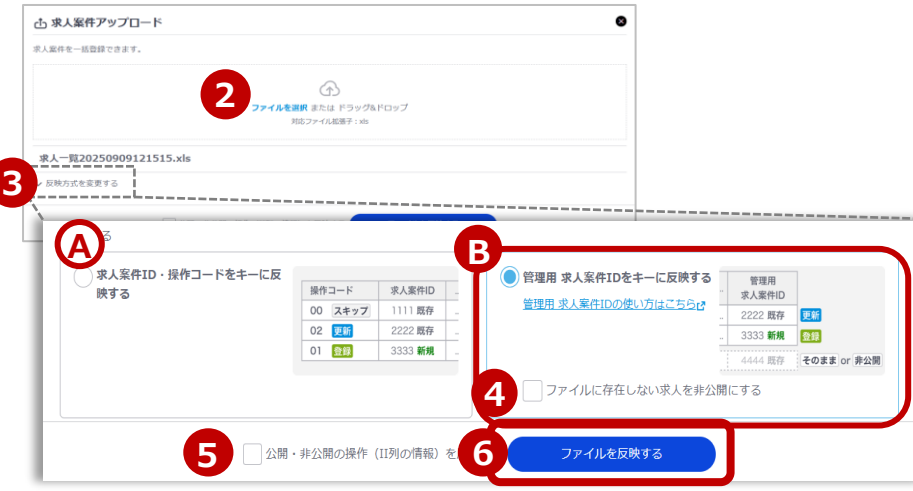 求人案件アップロード
求人案件を一括登録できます。
2
ファイルを選択 または ドラッグ&ドロップ
対応ファイル拡張子：xls
求人一覧20250909121515.xls
3
反映方式を変更する
A
る
B
求人案件ID・操作コードをキーに反
映する
操作コード 求人案件ID ..
00 スキップ 1111 既存 ..
02 更新 2222 既存 ..
01 登録 3333 新規 ..
管理用 求人案件IDをキーに反映する
管理用 求人案件IDの使い方はこちら
管理用
求人案件ID
2222 既存 更新
3333 新規 登録
4444 既存 そのまま or 非公開
4
ファイルに存在しない求人を非公開にする
5
公開・非公開の操作（II列の情報）を
6
ファイルを反映する